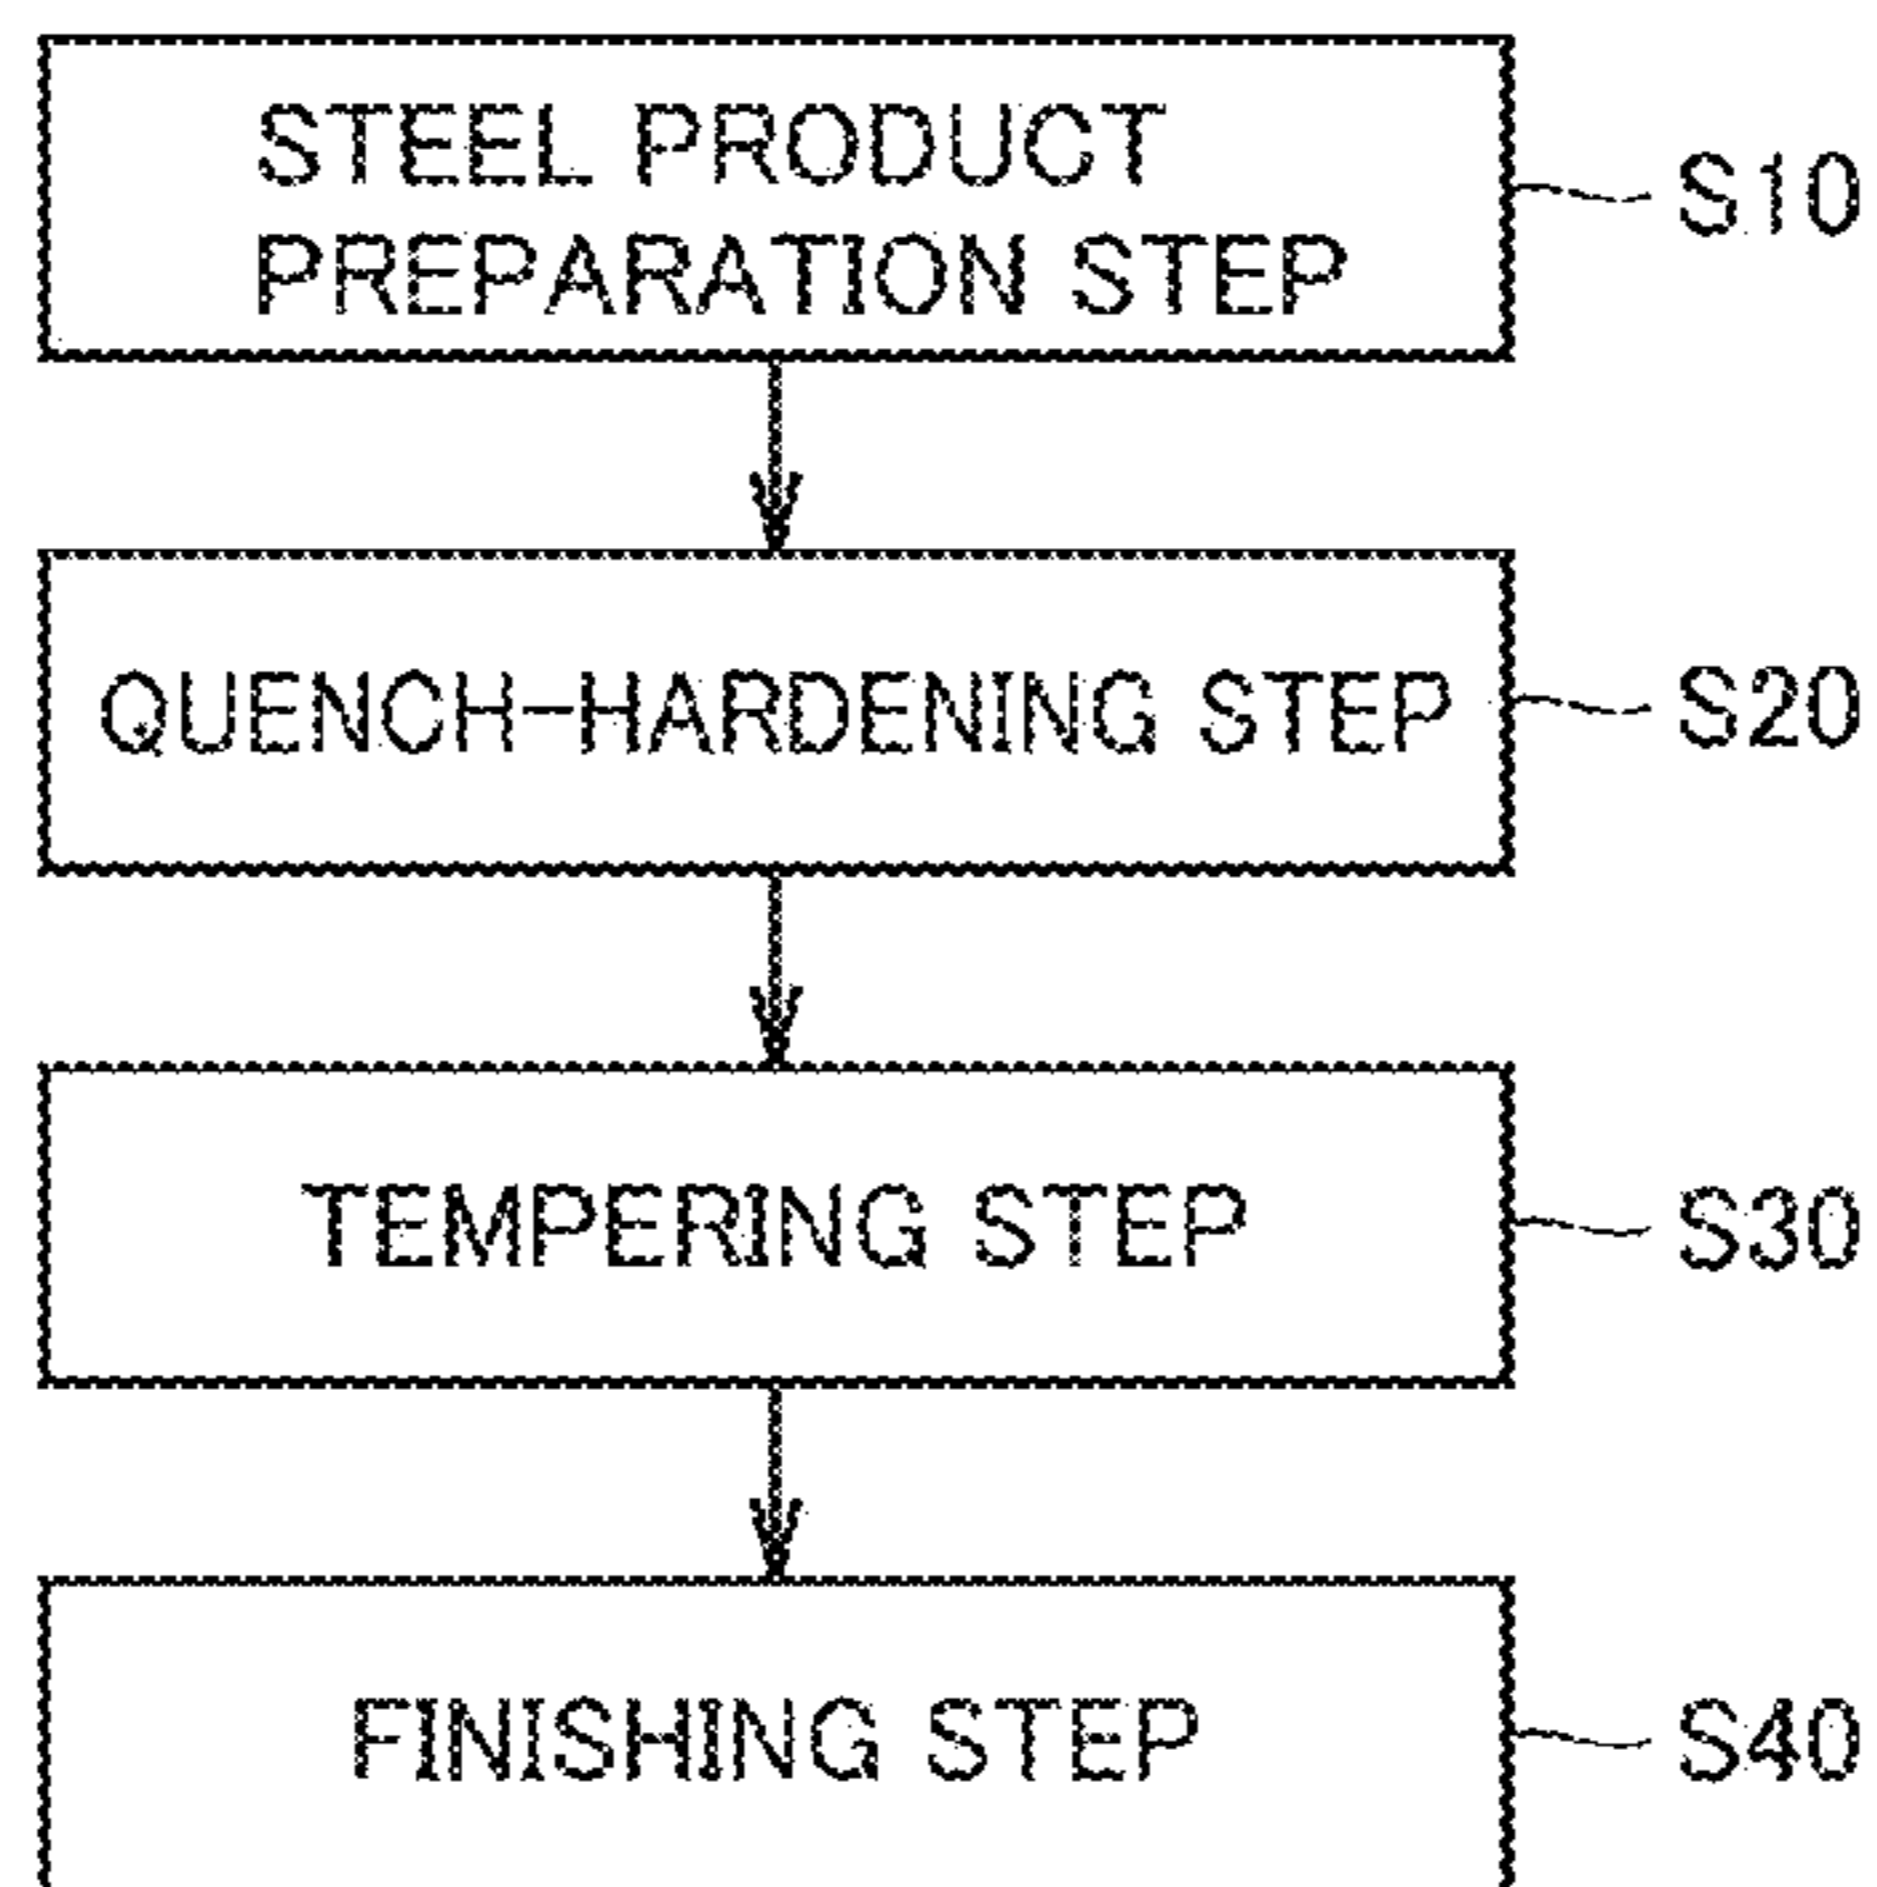 STEEL PRODUCT
PREPARATION STEP
S10
QUENCH-HARDENING STEP
S20
TEMPERING STEP
S30
FINISHING STEP
S40